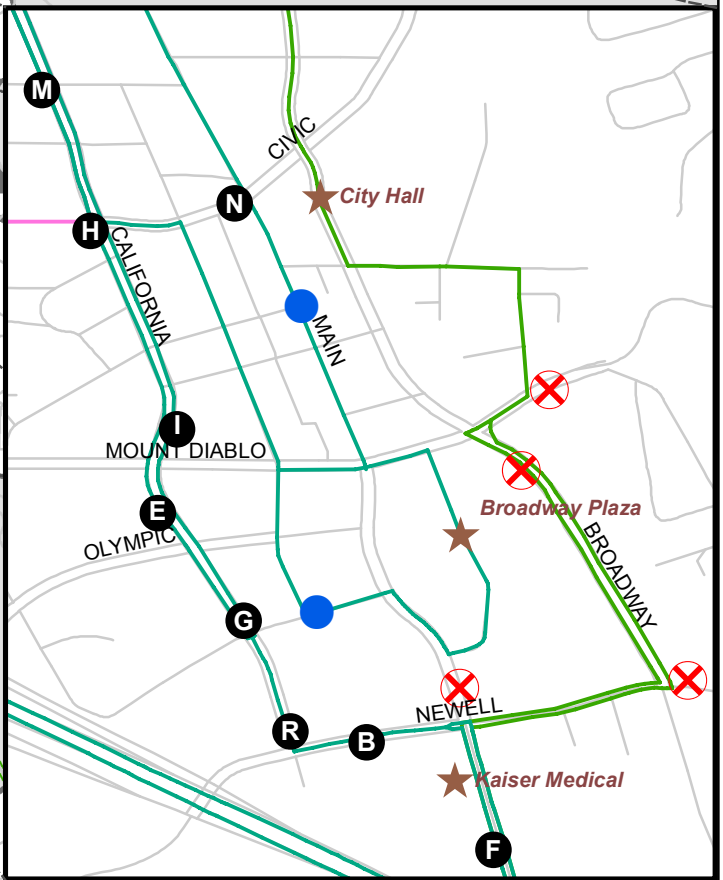 M
CIVIC
City Hall
N
H
CALIFORNIA
MAIN
I
MOUNT DIABLO
E
Broadway Plaza
OLYMPIC
BROADWAY
G
NEWELL
R
B
Kaiser Medical
F